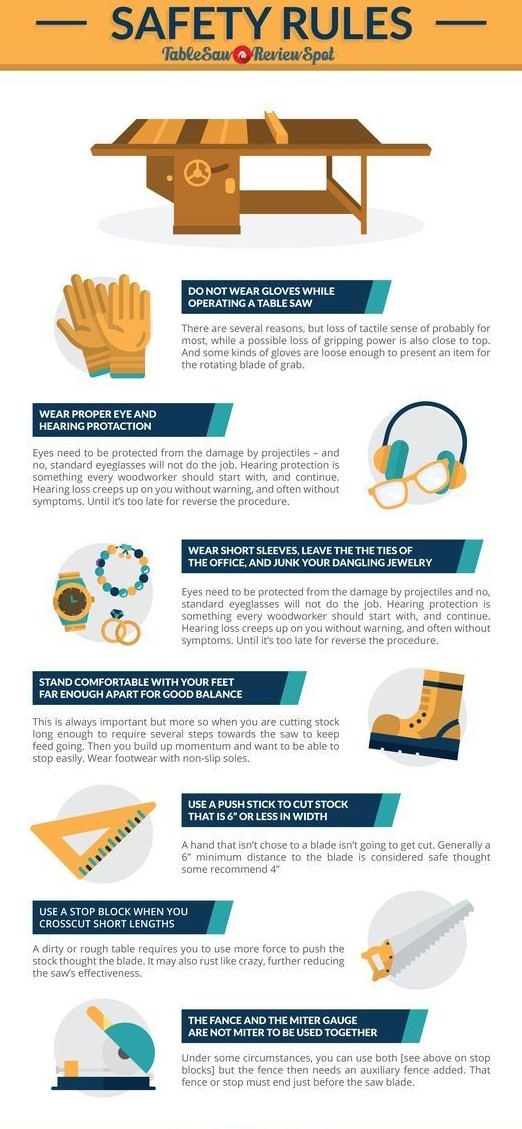 SAFETY RULES
TableSaw ReviewSpot
DO NOT WEAR GLOVES WHILE
OPERATING A TABLE SAW
There are several reasons, but loss of tactile sense of probably for
most, while a possible loss of gripping power is also close to top.
And some kinds of gloves are loose enough to present an item for
the rotating blade of grab.
WEAR PROPER EYE AND
HEARING PROTACTION
Eyes need to be protected from the damage by projectiles – and
no, standard eyeglasses will not do the job. Hearing protection is
something every woodworker should start with, and continue.
Hearing loss creeps up on you without warning, and often without
symptoms. Until it's too late for reverse the procedure.
WEAR SHORT SLEEVES, LEAVE THE THE TIES OF
THE OFFICE, AND JUNK YOUR DANGLING JEWELRY
Eyes need to be protected from the damage by projectiles and no,
standard eyeglasses will not do the job. Hearing protection is
something every woodworker should start with, and continue.
Hearing loss creeps up on you without warning, and often without
symptoms. Until it's too late for reverse the procedure.
STAND COMFORTABLE WITH YOUR FEET
FAR ENOUGH APART FOR GOOD BALANCE
This is always important but more so when you are cutting stock
long enough to require several steps towards the saw to keep
feed going. Then you build up momentum and want to be able to
stop easily. Wear footwear with non-slip soles.
USE A PUSH STICK TO CUT STOCK
THAT IS 6" OR LESS IN WIDTH
A hand that isn't chose to a blade isn't going to get cut. Generally a
6" minimum distance to the blade is considered safe thought
some recommend 4"
USE A STOP BLOCK WHEN YOU
CROSSCUT SHORT LENGTHS
A dirty or rough table requires you to use more force to push the
stock thought the blade. It may also rust like crazy, further reducing
the saw's effectiveness.
THE FANCE AND THE MITER GAUGE
ARE NOT MITER TO BE USED TOGETHER
Under some circumstances, you can use both [see above on stop
blocks] but the fence then needs an auxiliary fence added. That
fence or stop must end just before the saw blade.